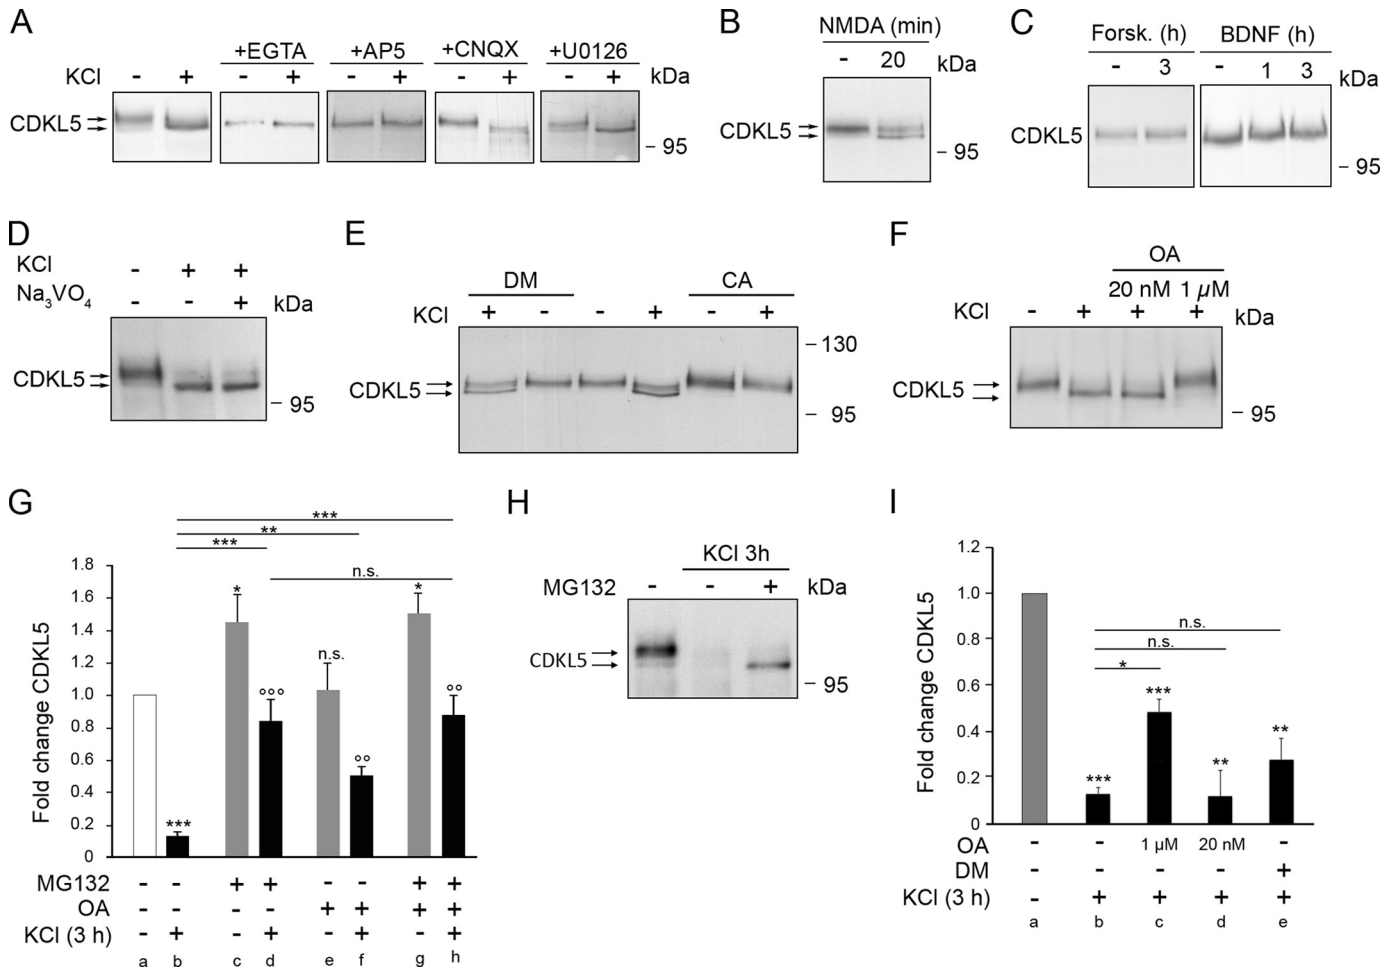 A
+EGTA +AP5 +CNQX +U0126
KCl - + - + - + - + - + kDa
CDKL5
- 95
B
NMDA (min)
- 20 kDa
CDKL5
- 95
C
Forsk. (h) BDNF (h)
- 3 - 1 3 kDa
CDKL5
- 95
D
KCl - + +
Na3VO4 - - + kDa
CDKL5
- 95
E
DM CA
KCl + - - + - +
- 130
CDKL5
- 95
F
OA
20 nM 1 µM
KCl - + + + kDa
CDKL5
- 95
G
*** 
**
***
n.s.
1.8
1.6
1.4
1.2
1.0
0.8
0.6
0.4
0.2
0
Fold change CDKL5
*** * °°° n.s. °° * °°
MG132 - - + + - - + +
OA - - - - + + + +
KCl (3 h) - + - + - + - +
a b c d e f g h
H
KCl 3h
MG132 - - + kDa
CDKL5
- 95
I
1.2
1.0
0.8
0.6
0.4
0.2
0
Fold change CDKL5
n.s.
n.s.
*
*** *** ** **
OA - - 1 µM 20 nM -
DM - - - - +
KCl (3 h) - + + + +
a b c d e